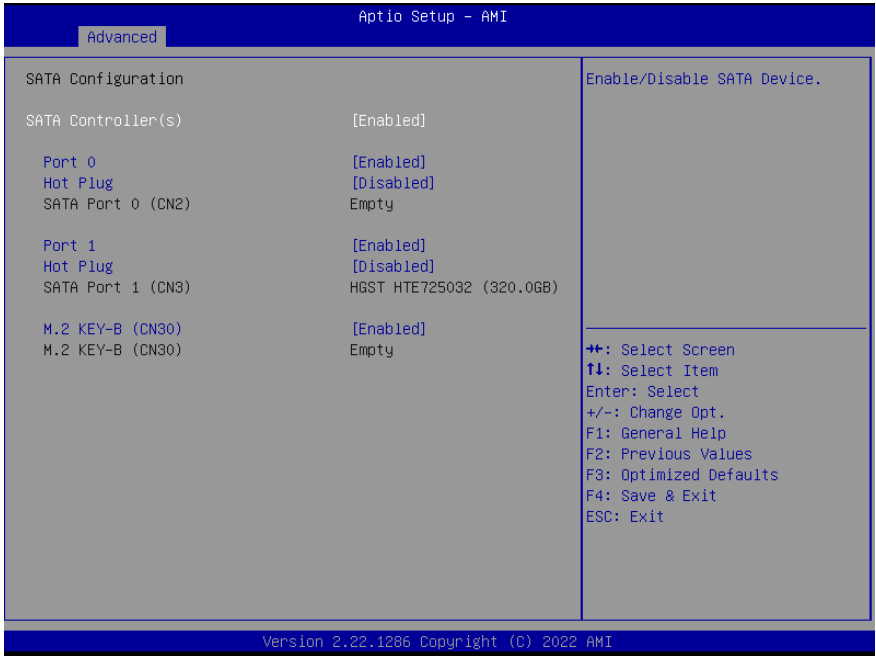 Aptio Setup – AMI
Advanced
SATA Configuration
SATA Controller(s) [Enabled]
Port 0 [Enabled]
Hot Plug [Disabled]
SATA Port 0 (CN2) Empty
Port 1 [Enabled]
Hot Plug [Disabled]
SATA Port 1 (CN3) HGST HTE725032 (320.0GB)
M.2 KEY–B (CN30) [Enabled]
M.2 KEY–B (CN30) Empty
Enable/Disable SATA Device.
→←: Select Screen
↑↓: Select Item
Enter: Select
+/–: Change Opt.
F1: General Help
F2: Previous Values
F3: Optimized Defaults
F4: Save & Exit
ESC: Exit
Version 2.22.1286 Copyright (C) 2022 AMI